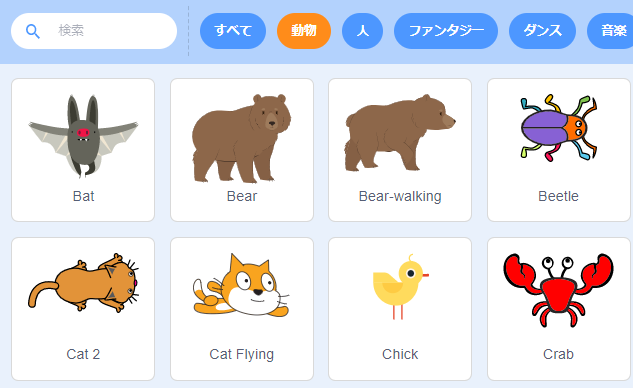 検索 すべて 動物 人 ファンタジー ダンス 音楽
Bat Bear Bear-walking Beetle
Cat 2 Cat Flying Chick Crab